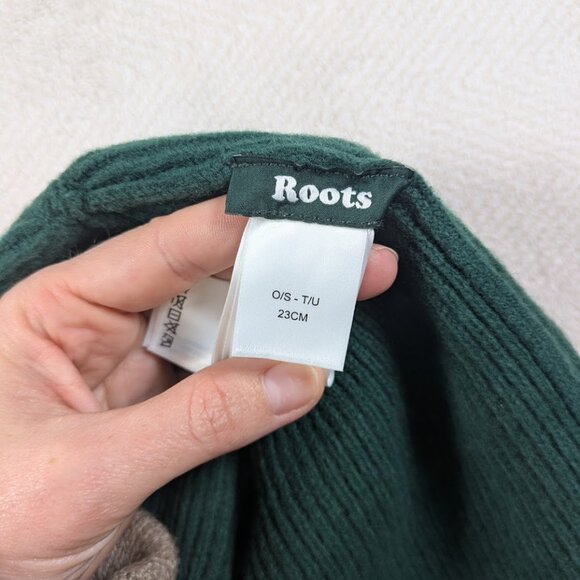 Roots
O/S - T/U
23CM